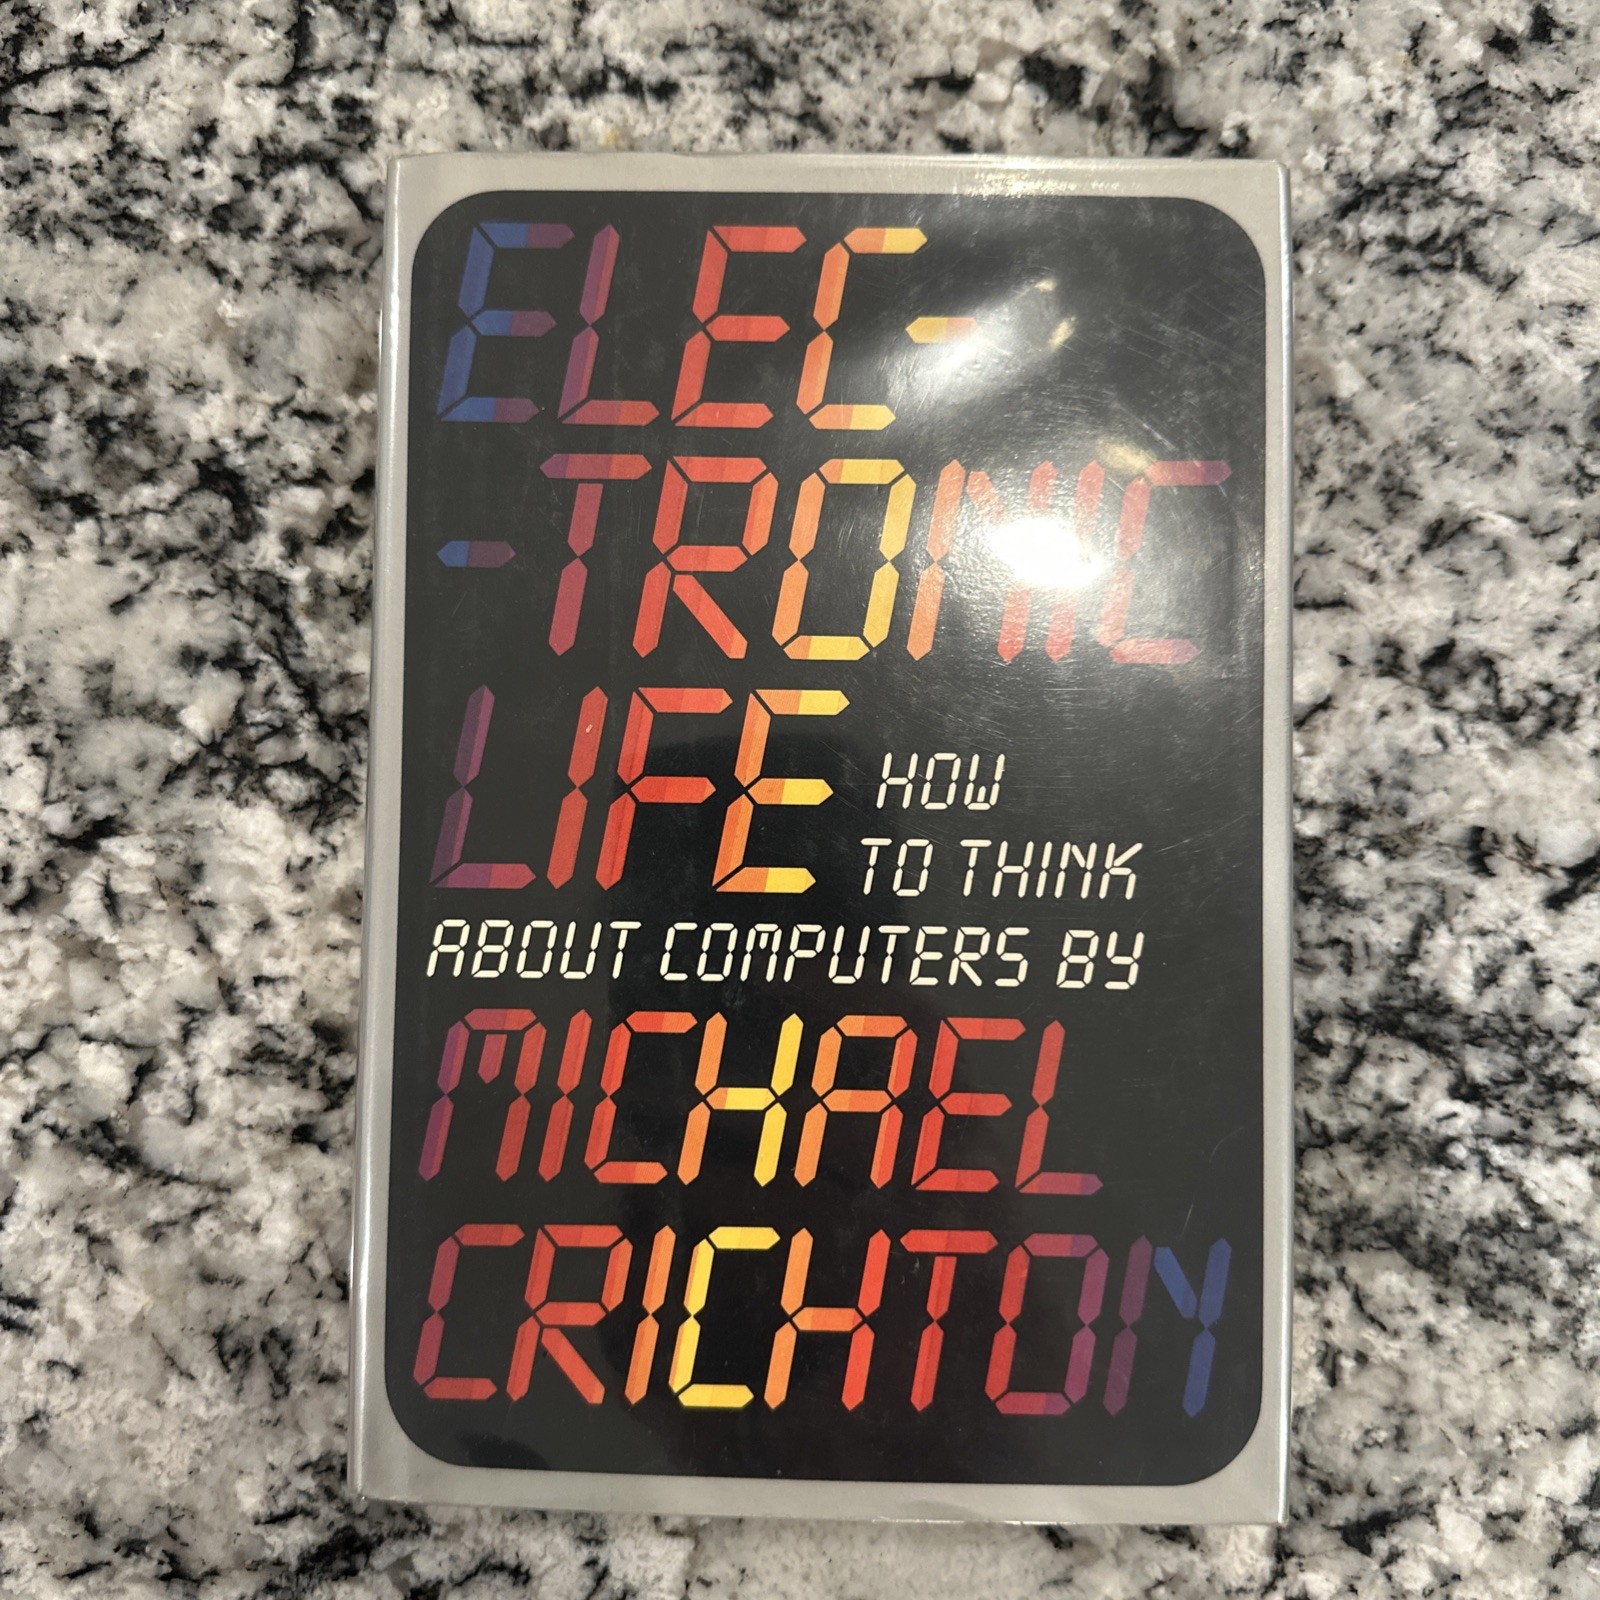 ELEC-
-TRONIC
LIFE HOW
TO THINK
ABOUT COMPUTERS BY
MICHAEL
CRICHTON